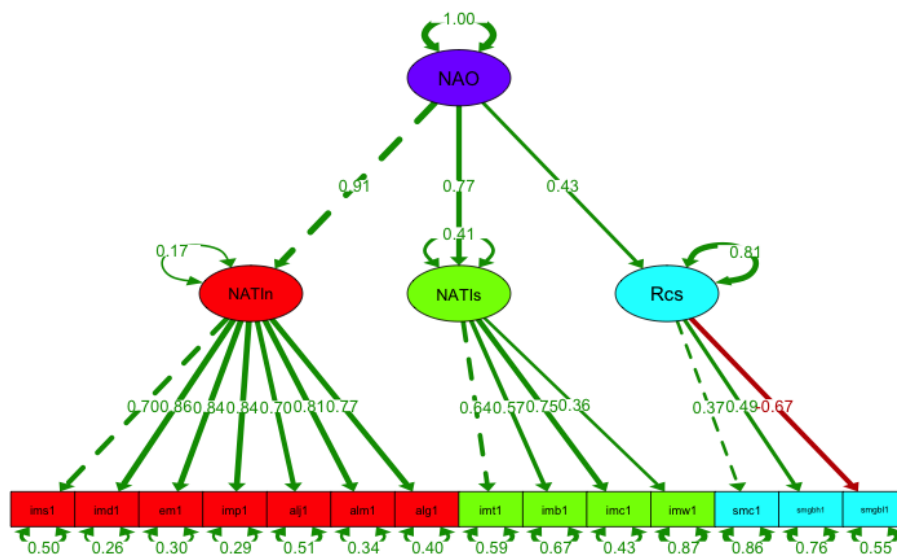 1.00
NAO
0.91 0.77 0.43
0.17 0.41 0.81
NATIn NATIs Rcs
0.70 0.86 0.84 0.84 0.70 0.81 0.77 0.64 0.57 0.75 0.36 0.37 0.49 -0.67
ims1 imd1 em1 imp1 alj1 alm1 alg1 imt1 imb1 imc1 imw1 smc1 smgbh1 smgbl1
0.50 0.26 0.30 0.29 0.51 0.34 0.40 0.59 0.67 0.43 0.87 0.86 0.76 0.55